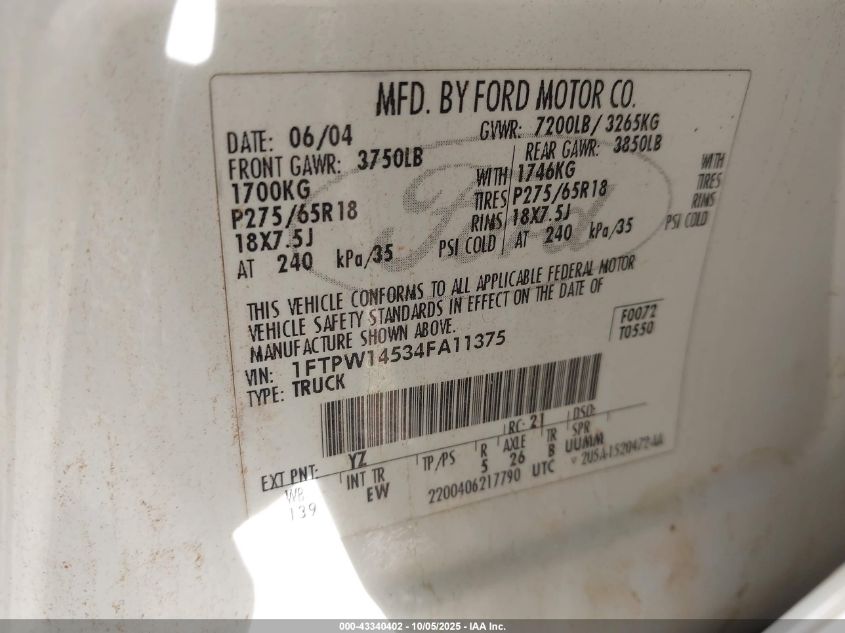 MFD. BY FORD MOTOR CO.
DATE: 06/04 GVWR: 7200LB/ 3265KG
FRONT GAWR: 3750LB REAR GAWR: 3850LB
1700KG WITH 1746KG WITH
P275/65R18 TIRES P275/65R18 TIRES
18X7.5J RIMS 18X7.5J RIMS
AT 240 kPa/35 PSI COLD AT 240 kPa/35 PSI COLD
THIS VEHICLE CONFORMS TO ALL APPLICABLE FEDERAL MOTOR
VEHICLE SAFETY STANDARDS IN EFFECT ON THE DATE OF
MANUFACTURE SHOWN ABOVE.
VIN: 1FTPW14534FA11375 F0072
TYPE: TRUCK T0550
EXT PNT: YZ RC: 21 DSO:
WB INT TR TP/PS R AXLE TR SPR
139 EW 5 26 B UUMM
2200406217790 UTC
Ford
000-43340402 - 10/05/2025 - IAA Inc.